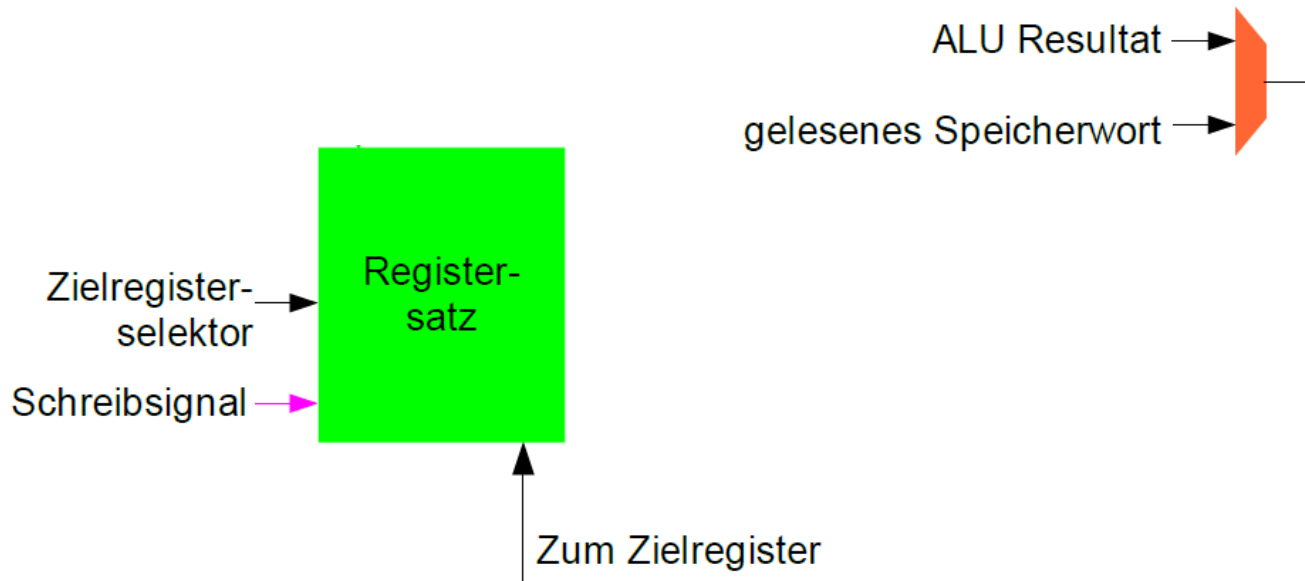 ALU Resultat
gelesenes Speicherwort
Register-
satz
Zielregister-
selektor
Schreibsignal
Zum Zielregister